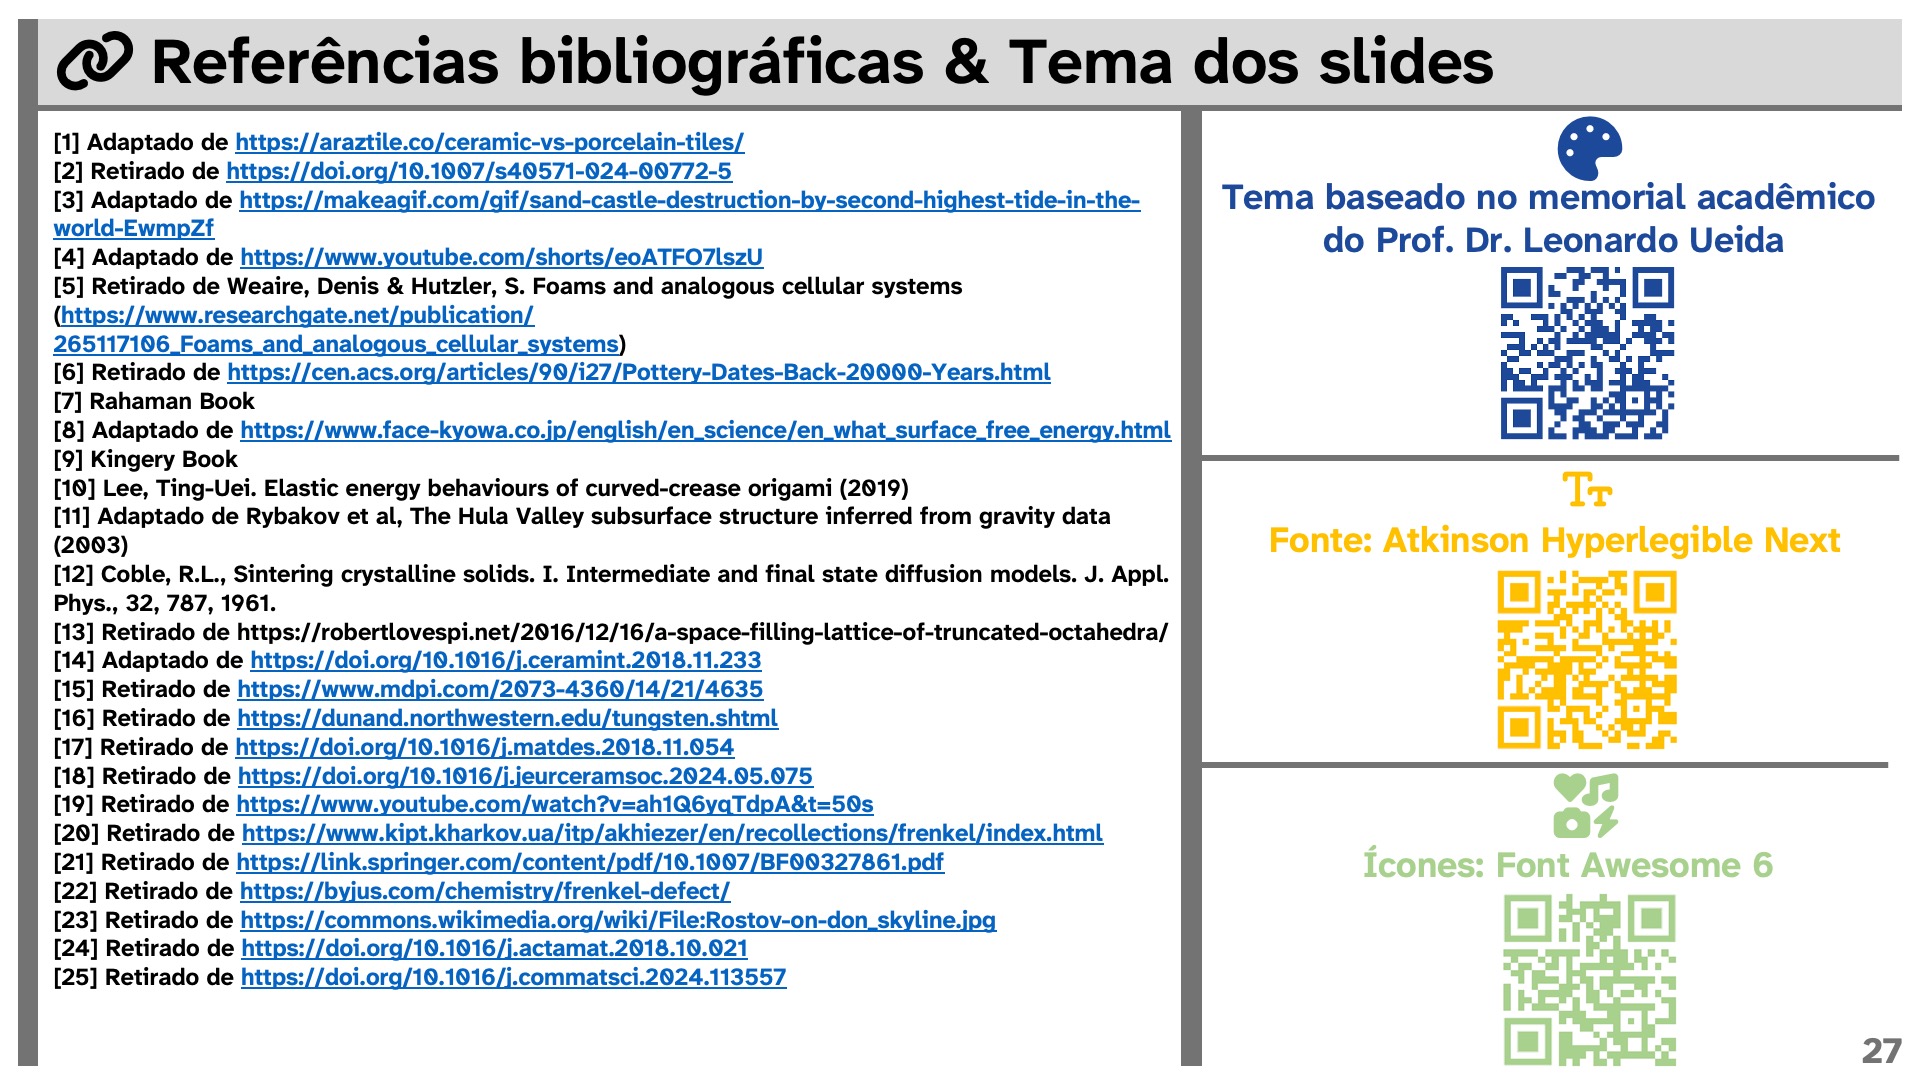 Referências bibliográficas & Tema dos slides
[1] Adaptado de https://araztile.co/ceramic-vs-porcelain-tiles/
[2] Retirado de https://doi.org/10.1007/s40571-024-00772-5
[3] Adaptado de https://makeagif.com/gif/sand-castle-destruction-by-second-highest-tide-in-the-
world-EwmpZf
[4] Adaptado de https://www.youtube.com/shorts/eoATFO7lszU
[5] Retirado de Weaire, Denis & Hutzler, S. Foams and analogous cellular systems
(https://www.researchgate.net/publication/
265117106_Foams_and_analogous_cellular_systems)
[6] Retirado de https://cen.acs.org/articles/90/i27/Pottery-Dates-Back-20000-Years.html
[7] Rahaman Book
[8] Adaptado de https://www.face-kyowa.co.jp/english/en_science/en_what_surface_free_energy.html
[9] Kingery Book
[10] Lee, Ting-Uei. Elastic energy behaviours of curved-crease origami (2019)
[11] Adaptado de Rybakov et al, The Hula Valley subsurface structure inferred from gravity data
(2003)
[12] Coble, R.L., Sintering crystalline solids. I. Intermediate and final state diffusion models. J. Appl.
Phys., 32, 787, 1961.
[13] Retirado de https://robertlovespi.net/2016/12/16/a-space-filling-lattice-of-truncated-octahedra/
[14] Adaptado de https://doi.org/10.1016/j.ceramint.2018.11.233
[15] Retirado de https://www.mdpi.com/2073-4360/14/21/4635
[16] Retirado de https://dunand.northwestern.edu/tungsten.shtml
[17] Retirado de https://doi.org/10.1016/j.matdes.2018.11.054
[18] Retirado de https://doi.org/10.1016/j.jeurceramsoc.2024.05.075
[19] Retirado de https://www.youtube.com/watch?v=ah1Q6yqTdpA&t=50s
[20] Retirado de https://www.kipt.kharkov.ua/itp/akhiezer/en/recollections/frenkel/index.html
[21] Retirado de https://link.springer.com/content/pdf/10.1007/BF00327861.pdf
[22] Retirado de https://byjus.com/chemistry/frenkel-defect/
[23] Retirado de https://commons.wikimedia.org/wiki/File:Rostov-on-don_skyline.jpg
[24] Retirado de https://doi.org/10.1016/j.actamat.2018.10.021
[25] Retirado de https://doi.org/10.1016/j.commatsci.2024.113557
Tema baseado no memorial acadêmico
do Prof. Dr. Leonardo Ueida
Fonte: Atkinson Hyperlegible Next
Ícones: Font Awesome 6
27